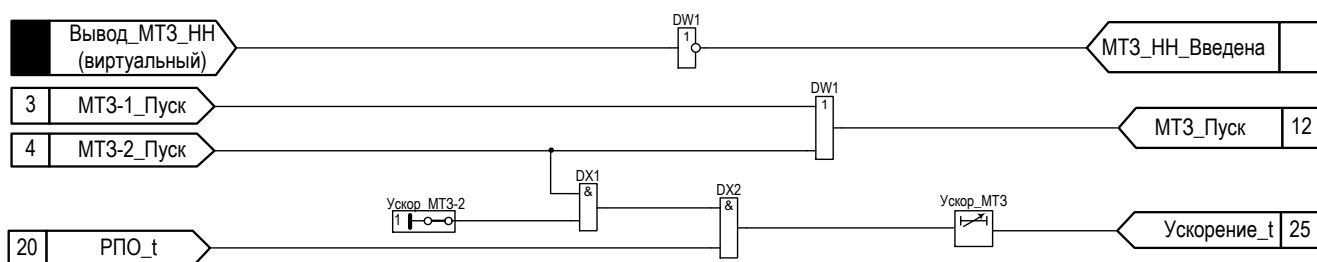 DW1
Вывод_МТЗ_НН
(виртуальный)
1
МТЗ_НН_Введена
DW1
3 МТЗ-1_Пуск
1
МТЗ_Пуск 12
4 МТЗ-2_Пуск
DX1
&
DX2
&
Ускор_МТЗ-2
1
Ускор_МТЗ
Ускорение_t 25
20 РПО_t